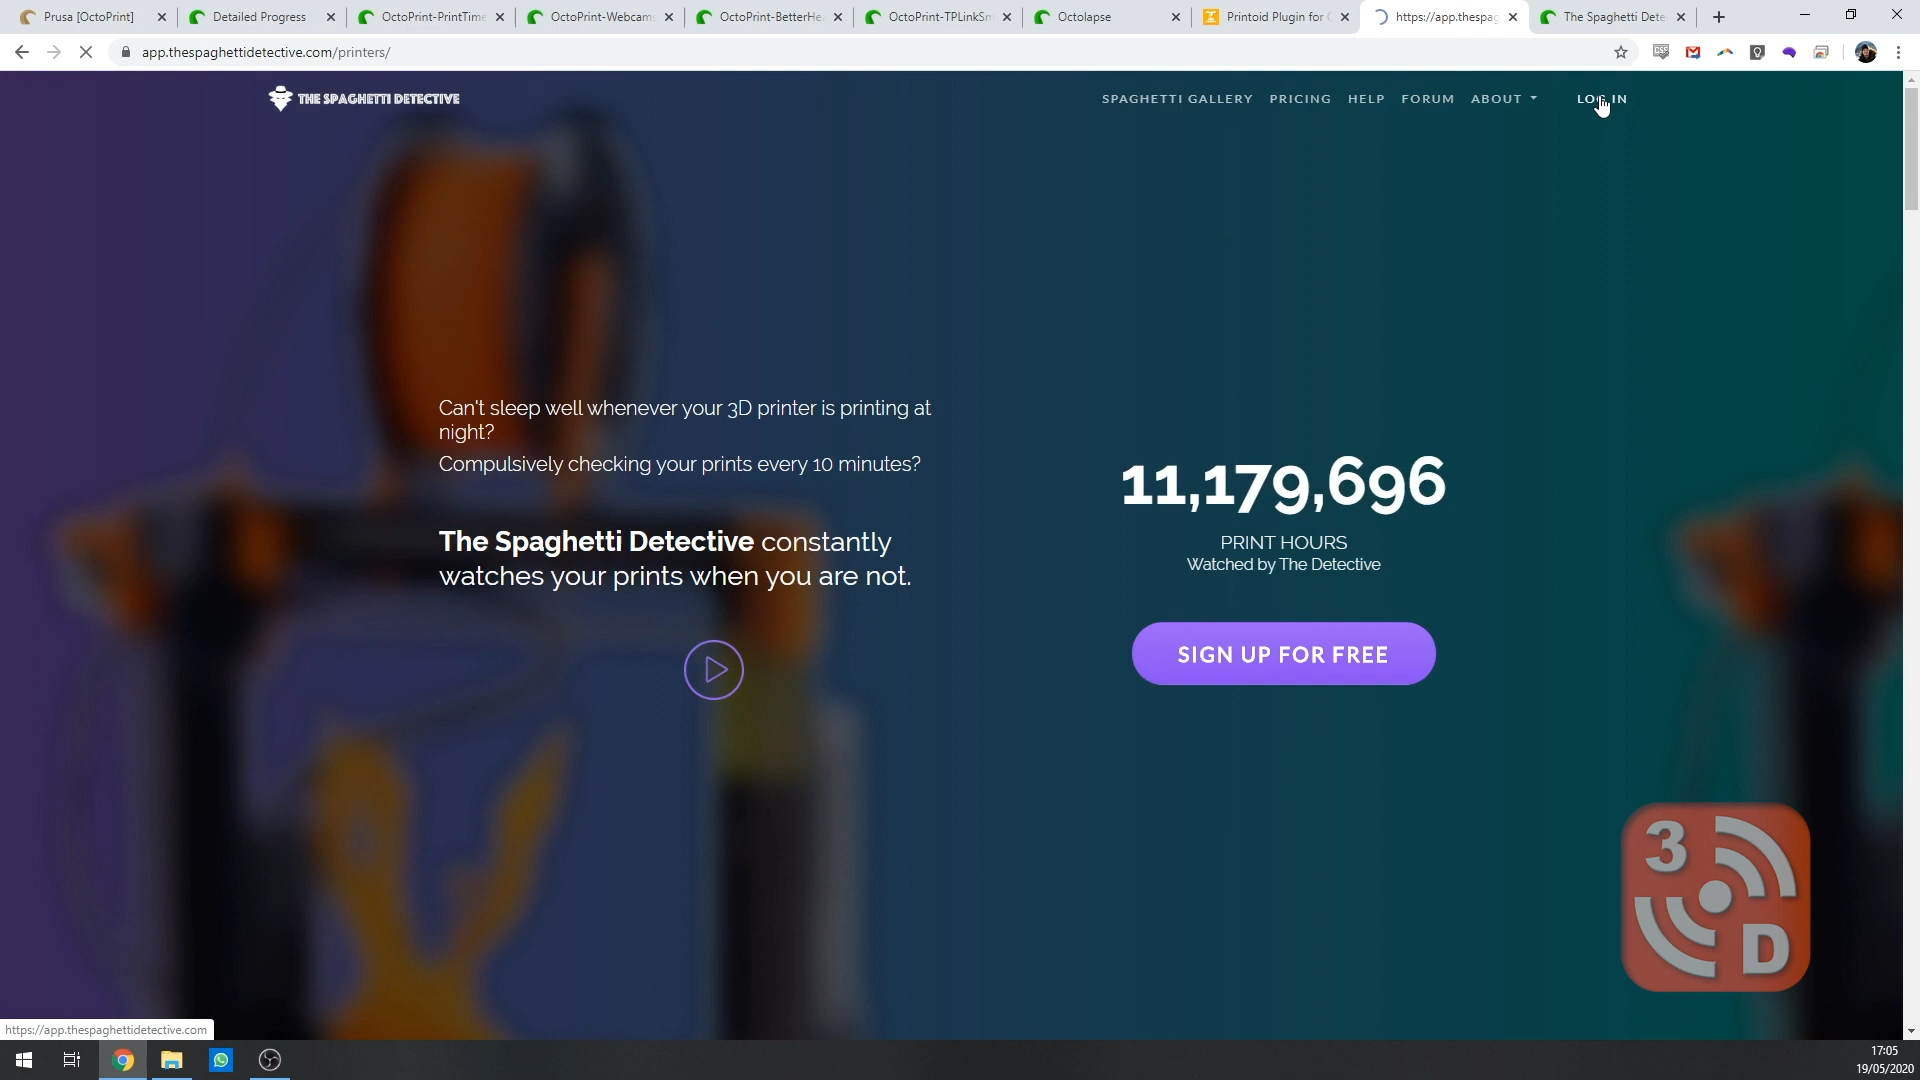 Prusa [OctoPrint]
Detailed Progress
OctoPrint-PrintTime
OctoPrint-Webcam
OctoPrint-BetterHe
OctoPrint-TPLinkSm
Octolapse
Printoid Plugin for
https://app.thespag
The Spaghetti Dete
app.thespaghettidetective.com/printers/
THE SPAGHETTI DETECTIVE
SPAGHETTI GALLERY PRICING HELP FORUM ABOUT LOG IN
Can't sleep well whenever your 3D printer is printing at
night?
Compulsively checking your prints every 10 minutes?
The Spaghetti Detective constantly
watches your prints when you are not.
11,179,696
PRINT HOURS
Watched by The Detective
SIGN UP FOR FREE
3
D
https://app.thespaghettidetective.com
17:05
19/05/2020